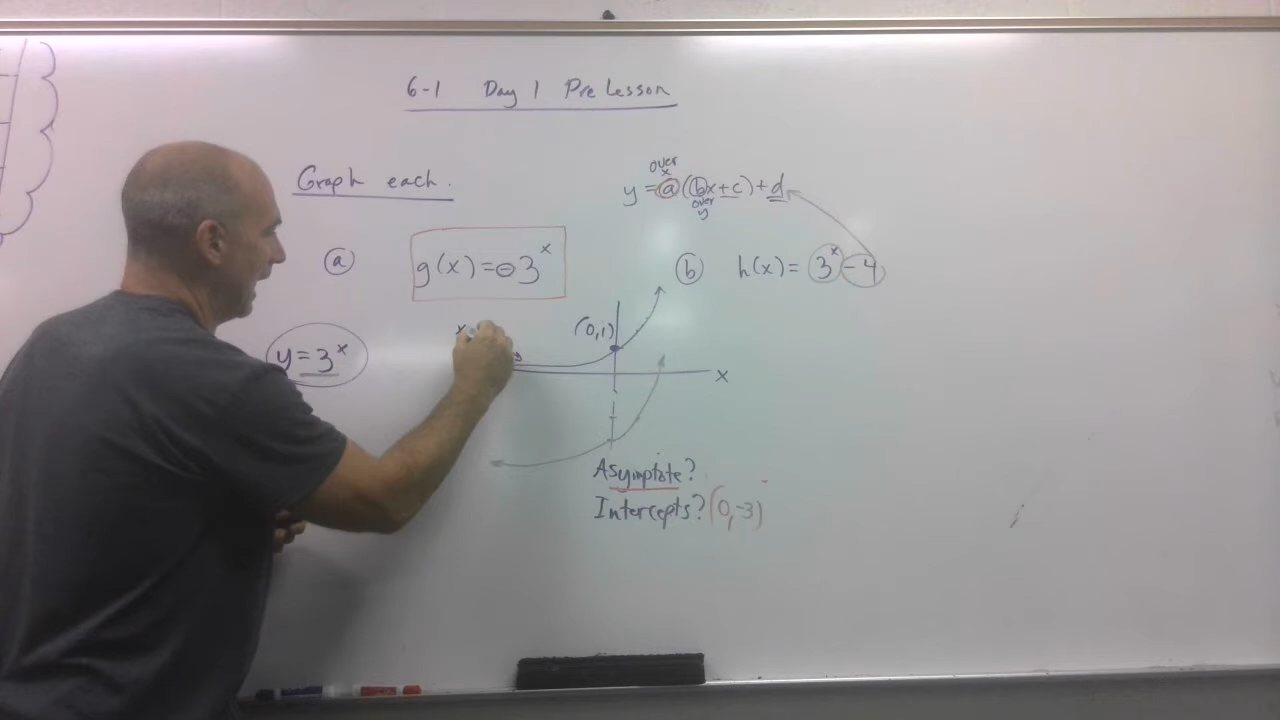 6-1 Day 1 Pre Lesson
Graph each.
over
x
y = a(bx+c)+d
over
y
a g(x) = -3^x
b h(x) = 3^x -4
y = 3^x
x
(0,1)
x
Asymptote?
Intercepts? (0,-3)